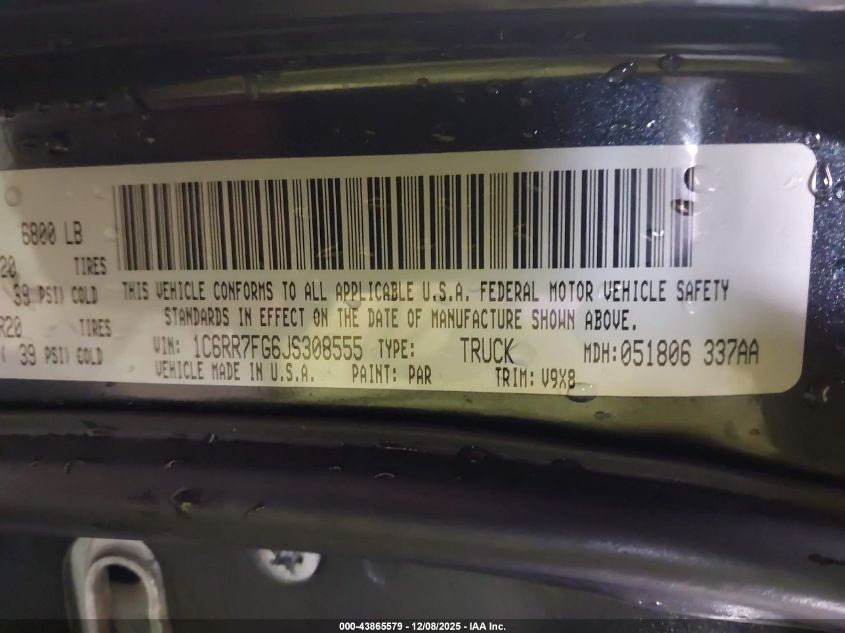 6800 LB
20 TIRES
39 PSI) COLD
R20 TIRES
( 39 PSI) COLD
THIS VEHICLE CONFORMS TO ALL APPLICABLE U.S.A. FEDERAL MOTOR VEHICLE SAFETY
STANDARDS IN EFFECT ON THE DATE OF MANUFACTURE SHOWN ABOVE.
VIN: 1C6RR7FG6JS308555 TYPE: TRUCK MDH:051806 337AA
VEHICLE MADE IN U.S.A. PAINT: PAR TRIM: V9X8
000-43865579 - 12/08/2025 - IAA Inc.